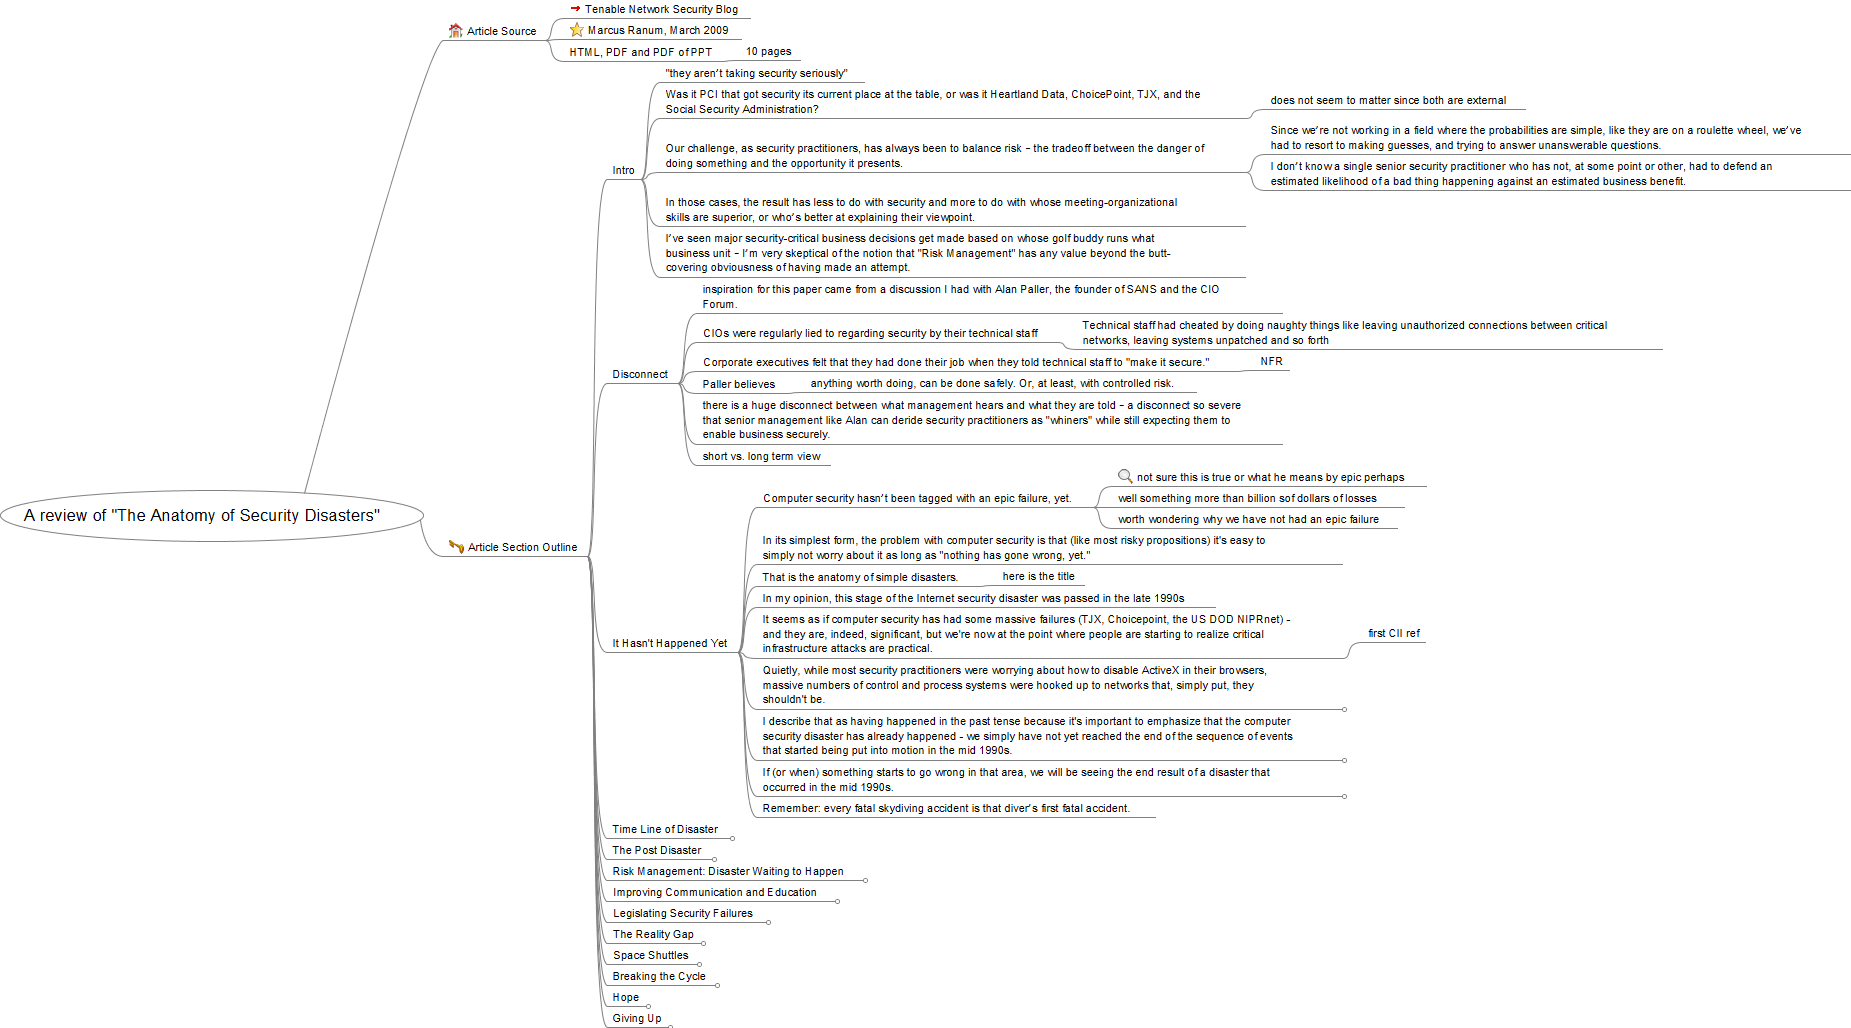 Tenable Network Security Blog
Article Source
Marcus Ranum, March 2009
HTML, PDF and PDF of PPT
10 pages
"they aren't taking security seriously"
Was it PCI that got security its current place at the table, or was it Heartland Data, ChoicePoint, TJX, and the
Social Security Administration?
does not seem to matter since both are external
Intro
Our challenge, as security practitioners, has always been to balance risk – the tradeoff between the danger of
doing something and the opportunity it presents.
Since we're not working in a field where the probabilities are simple, like they are on a roulette wheel, we've
had to resort to making guesses, and trying to answer unanswerable questions.
I don't know a single senior security practitioner who has not, at some point or other, had to defend an
estimated likelihood of a bad thing happening against an estimated business benefit.
In those cases, the result has less to do with security and more to do with whose meeting-organizational
skills are superior, or who's better at explaining their viewpoint.
I've seen major security-critical business decisions get made based on whose golf buddy runs what
business unit – I'm very skeptical of the notion that "Risk Management" has any value beyond the butt-
covering obviousness of having made an attempt.
inspiration for this paper came from a discussion I had with Alan Paller, the founder of SANS and the CIO
Forum.
CIOs were regularly lied to regarding security by their technical staff
Technical staff had cheated by doing naughty things like leaving unauthorized connections between critical
networks, leaving systems unpatched and so forth
Corporate executives felt that they had done their job when they told technical staff to "make it secure."
NFR
Disconnect
Paller believes
anything worth doing, can be done safely. Or, at least, with controlled risk.
there is a huge disconnect between what management hears and what they are told – a disconnect so severe
that senior management like Alan can deride security practitioners as "whiners" while still expecting them to
enable business securely.
short vs. long term view
A review of "The Anatomy of Security Disasters"
Article Section Outline
Computer security hasn't been tagged with an epic failure, yet.
not sure this is true or what he means by epic perhaps
well something more than billion sof dollars of losses
worth wondering why we have not had an epic failure
In its simplest form, the problem with computer security is that (like most risky propositions) it's easy to
simply not worry about it as long as "nothing has gone wrong, yet."
That is the anatomy of simple disasters.
here is the title
In my opinion, this stage of the Internet security disaster was passed in the late 1990s
It Hasn't Happened Yet
It seems as if computer security has had some massive failures (TJX, Choicepoint, the US DOD NIPRnet) -
and they are, indeed, significant, but we're now at the point where people are starting to realize critical
infrastructure attacks are practical.
first CII ref
Quietly, while most security practitioners were worrying about how to disable ActiveX in their browsers,
massive numbers of control and process systems were hooked up to networks that, simply put, they
shouldn't be.
I describe that as having happened in the past tense because it's important to emphasize that the computer
security disaster has already happened - we simply have not yet reached the end of the sequence of events
that started being put into motion in the mid 1990s.
If (or when) something starts to go wrong in that area, we will be seeing the end result of a disaster that
occurred in the mid 1990s.
Remember: every fatal skydiving accident is that diver's first fatal accident.
Time Line of Disaster
The Post Disaster
Risk Management: Disaster Waiting to Happen
Improving Communication and Education
Legislating Security Failures
The Reality Gap
Space Shuttles
Breaking the Cycle
Hope
Giving Up